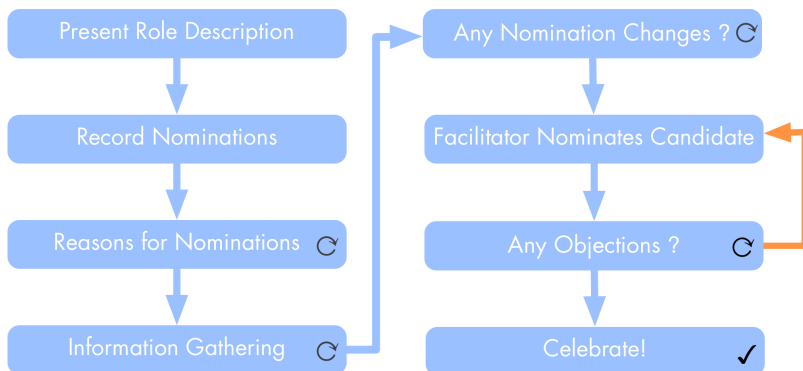 Present Role Description
Record Nominations
Reasons for Nominations
Information Gathering
Any Nomination Changes ?
Facilitator Nominates Candidate
Any Objections ?
Celebrate!